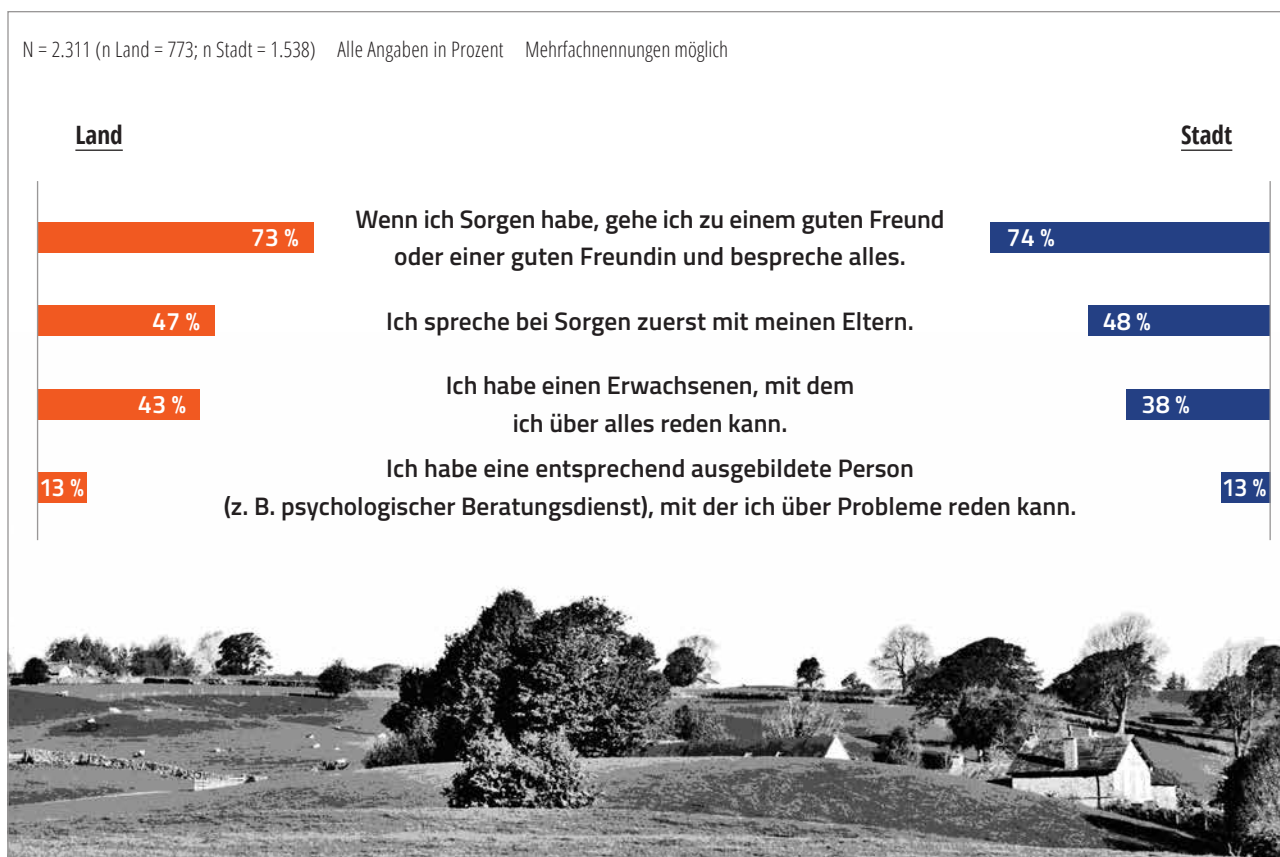 N = 2.311 (n Land = 773; n Stadt = 1.538) Alle Angaben in Prozent Mehrfachnennungen möglich
Land
Stadt
73 %
Wenn ich Sorgen habe, gehe ich zu einem guten Freund
oder einer guten Freundin und bespreche alles.
74 %
47 %
Ich spreche bei Sorgen zuerst mit meinen Eltern.
48 %
43 %
Ich habe einen Erwachsenen, mit dem
ich über alles reden kann.
38 %
13 %
Ich habe eine entsprechend ausgebildete Person
(z. B. psychologischer Beratungsdienst), mit der ich über Probleme reden kann.
13 %